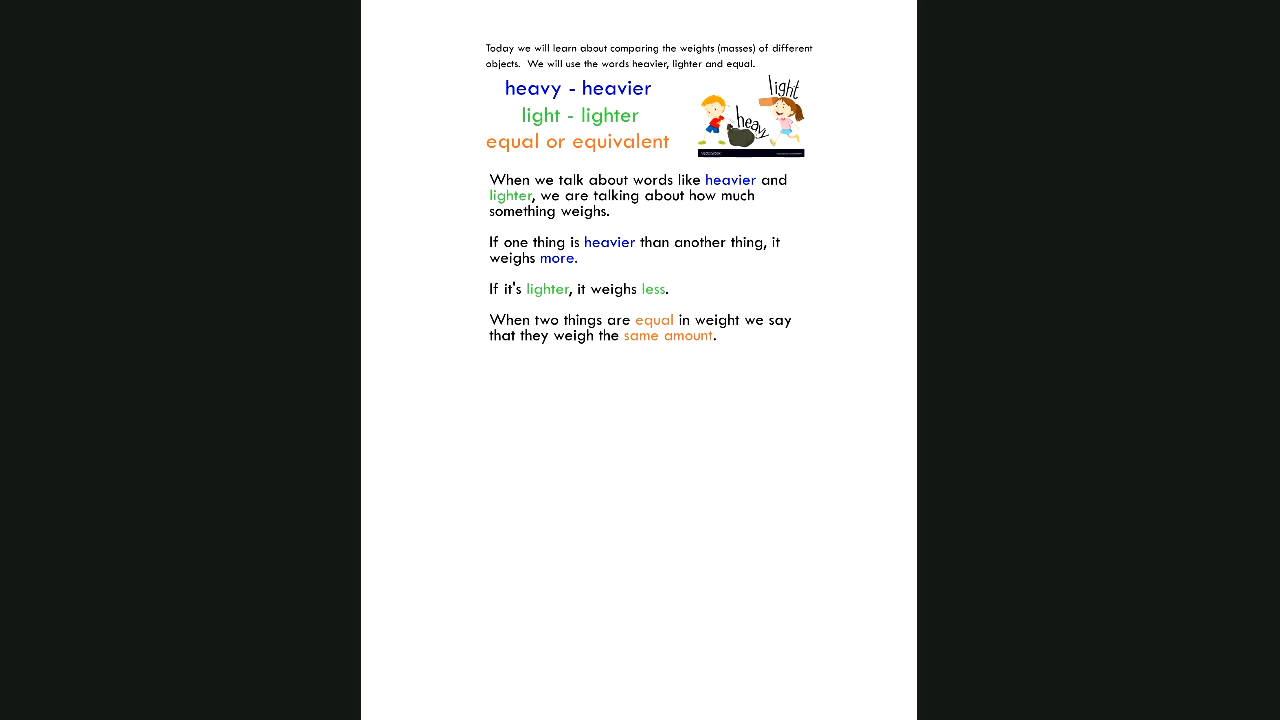 Today we will learn about comparing the weights (masses) of different
objects. We will use the words heavier, lighter and equal.
heavy - heavier
light - lighter
equal or equivalent
light
heavy
When we talk about words like heavier and
lighter, we are talking about how much
something weighs.
If one thing is heavier than another thing, it
weighs more.
If it's lighter, it weighs less.
When two things are equal in weight we say
that they weigh the same amount.